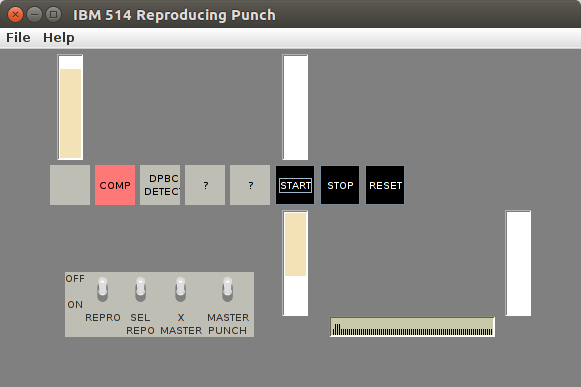 IBM 514 Reproducing Punch
File Help
COMP
DPBC
DETECT
?
?
START
STOP
RESET
OFF
ON
REPRO
SEL
REPO
X
MASTER
MASTER
PUNCH